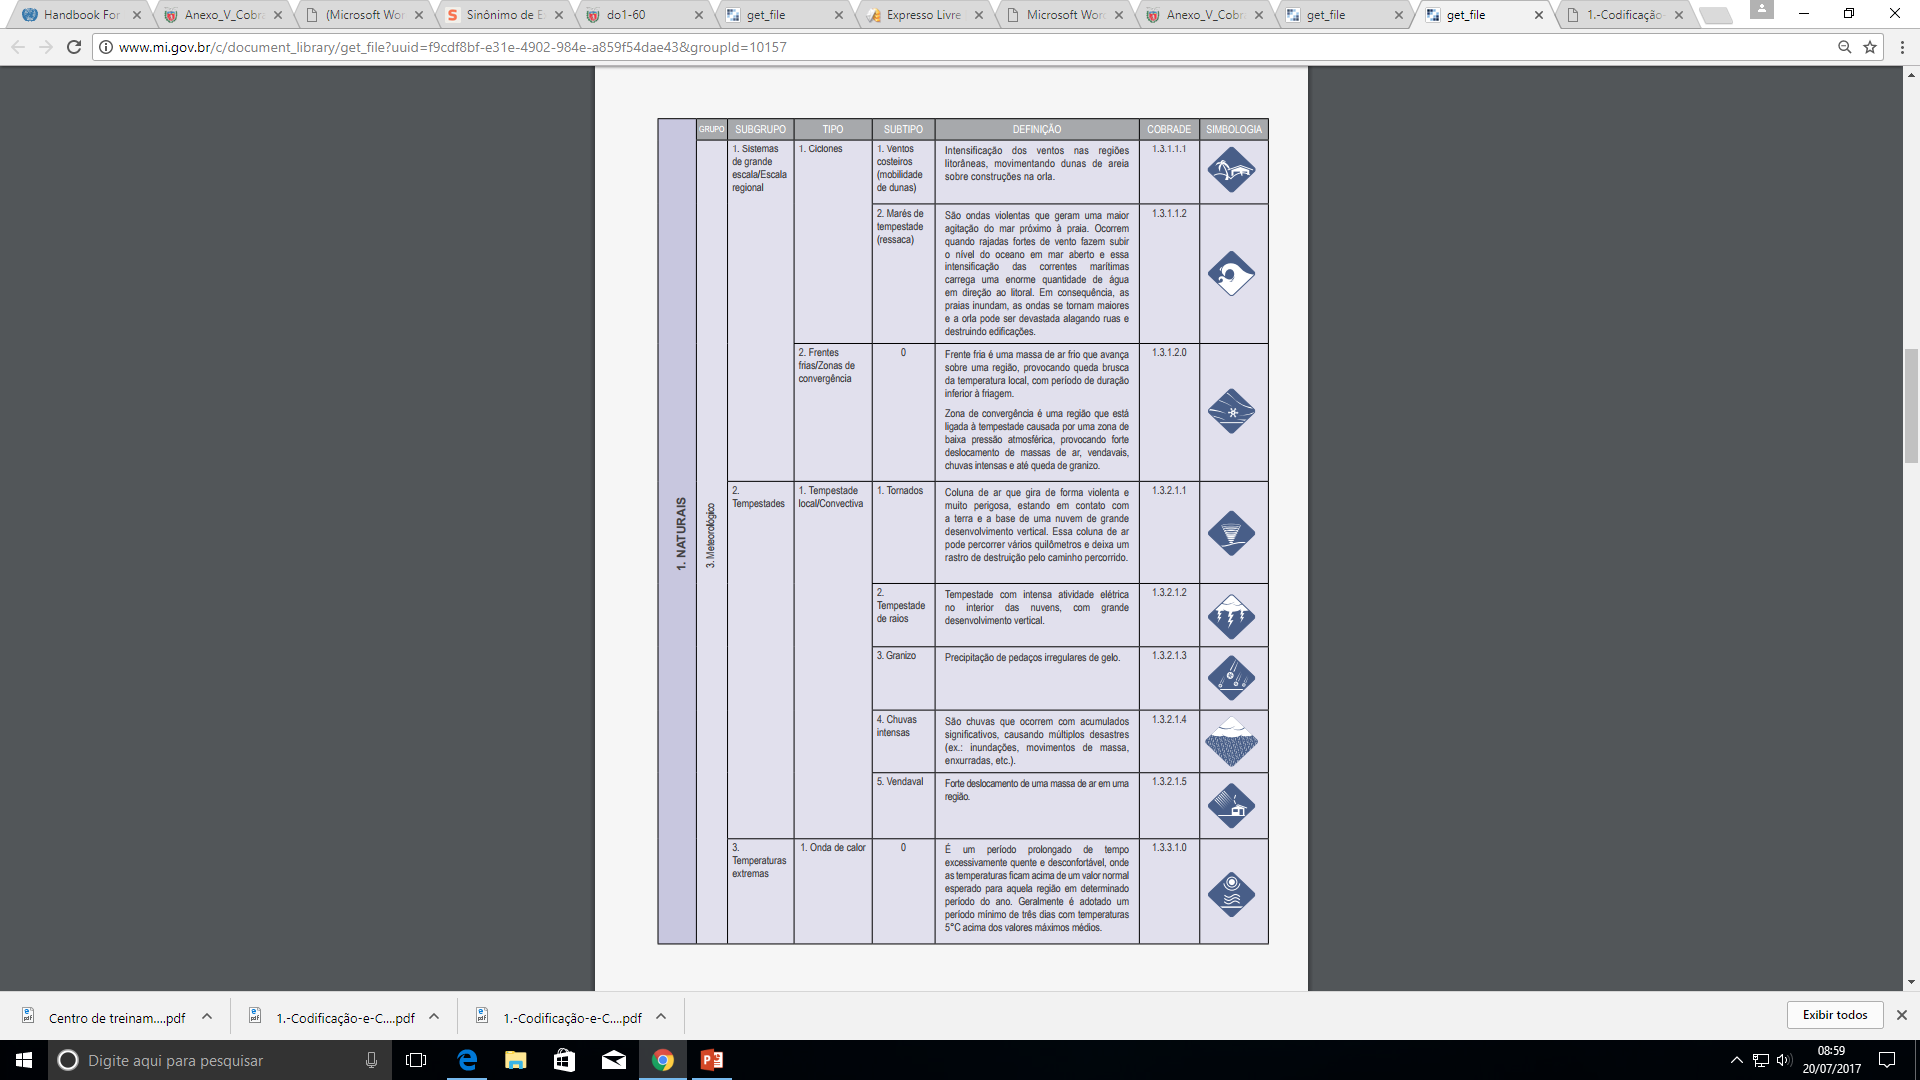 Handbook For
Anexo_V_Cobra
(Microsoft Wor
Sinônimo de E
do1-60
get_file
Expresso Livre
Microsoft Word
Anexo_V_Cobra
get_file
get_file
1.-Codificação-
www.mi.gov.br/c/document_library/get_file?uuid=f9cdf8bf-e31e-4902-984e-a859f54dae43&groupId=10157
GRUPO SUBGRUPO TIPO SUBTIPO DEFINIÇÃO COBRADE SIMBOLOGIA
1. NATURAIS
3. Meteorológico
1. Sistemas
de grande
escala/Escala
regional
1. Ciclones
1. Ventos
costeiros
(mobilidade
de dunas)
Intensificação dos ventos nas regiões
litorâneas, movimentando dunas de areia
sobre construções na orla.
1.3.1.1.1
2. Marés de
tempestade
(ressaca)
São ondas violentas que geram uma maior
agitação do mar próximo à praia. Ocorrem
quando rajadas fortes de vento fazem subir
o nível do oceano em mar aberto e essa
intensificação das correntes marítimas
carrega uma enorme quantidade de água
em direção ao litoral. Em consequência, as
praias inundam, as ondas se tornam maiores
e a orla pode ser devastada alagando ruas e
destruindo edificações.
1.3.1.1.2
2. Frentes
frias/Zonas de
convergência
0
Frente fria é uma massa de ar frio que avança
sobre uma região, provocando queda brusca
da temperatura local, com período de duração
inferior à friagem.
Zona de convergência é uma região que está
ligada à tempestade causada por uma zona de
baixa pressão atmosférica, provocando forte
deslocamento de massas de ar, vendavais,
chuvas intensas e até queda de granizo.
1.3.1.2.0
2.
Tempestades
1. Tempestade
local/Convectiva
1. Tornados
Coluna de ar que gira de forma violenta e
muito perigosa, estando em contato com
a terra e a base de uma nuvem de grande
desenvolvimento vertical. Essa coluna de ar
pode percorrer vários quilômetros e deixa um
rastro de destruição pelo caminho percorrido.
1.3.2.1.1
2.
Tempestade
de raios
Tempestade com intensa atividade elétrica
no interior das nuvens, com grande
desenvolvimento vertical.
1.3.2.1.2
3. Granizo
Precipitação de pedaços irregulares de gelo.
1.3.2.1.3
4. Chuvas
intensas
São chuvas que ocorrem com acumulados
significativos, causando múltiplos desastres
(ex.: inundações, movimentos de massa,
enxurradas, etc.).
1.3.2.1.4
5. Vendaval
Forte deslocamento de uma massa de ar em uma
região.
1.3.2.1.5
3.
Temperaturas
extremas
1. Onda de calor
0
É um período prolongado de tempo
excessivamente quente e desconfortável, onde
as temperaturas ficam acima de um valor normal
esperado para aquela região em determinado
período do ano. Geralmente é adotado um
período mínimo de três dias com temperaturas
5°C acima dos valores máximos médios.
1.3.3.1.0
Centro de treinam....pdf
1.-Codificação-e-C....pdf
1.-Codificação-e-C....pdf
Exibir todos
Digite aqui para pesquisar
08:59
20/07/2017